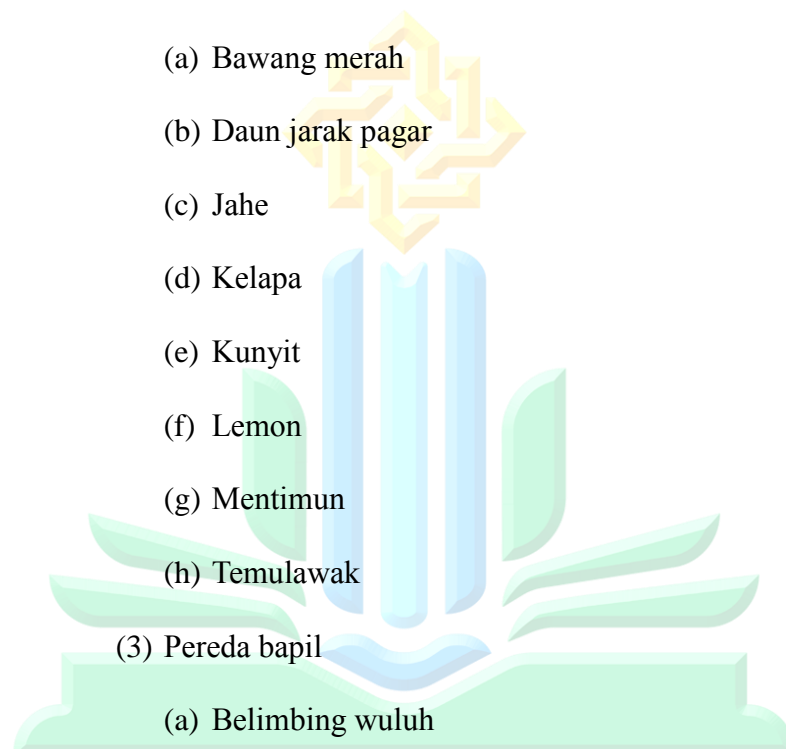 (a) Bawang merah
(b) Daun jarak pagar
(c) Jahe
(d) Kelapa
(e) Kunyit
(f) Lemon
(g) Mentimun
(h) Temulawak
(3) Pereda bapil
(a) Belimbing wuluh